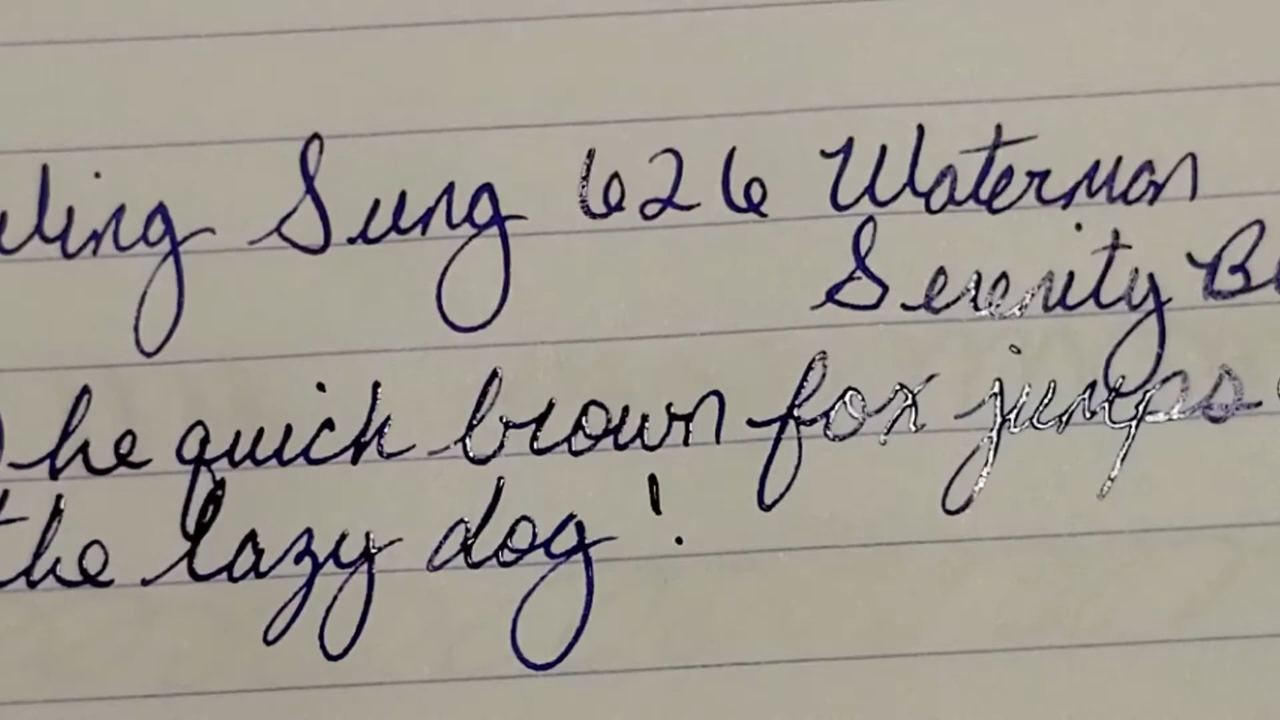 Sung 626 Waterman
Serenity
he quick brown fox jumps
the lazy dog!